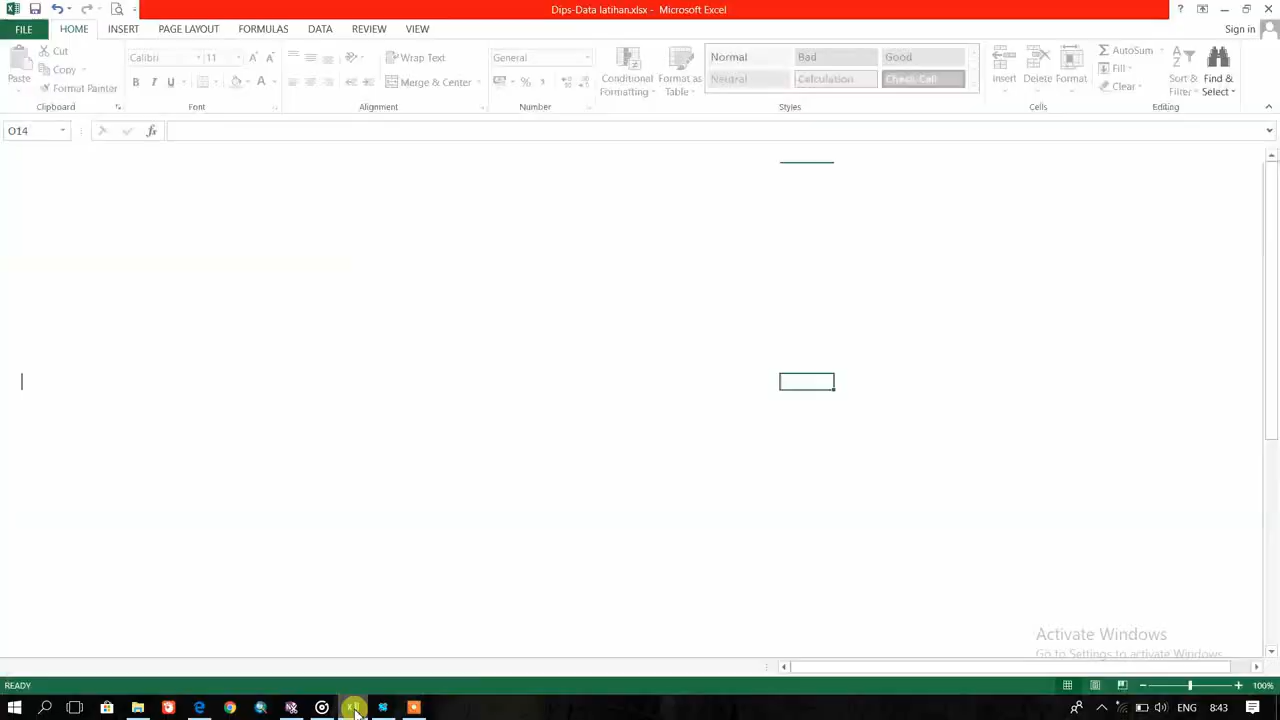 Dips-Data latihan.xlsx - Microsoft Excel
FILE HOME INSERT PAGE LAYOUT FORMULAS DATA REVIEW VIEW Sign in
Paste
Cut
Copy
Format Painter
Clipboard
Calibri 11
B I U A
Font
Wrap Text
Merge & Center
Alignment
General
%
Number
Conditional Formatting
Format as Table
Normal Bad Good
Neutral Calculation Check Cell
Styles
Insert Delete Format
Cells
AutoSum
Fill
Clear
Sort & Filter
Find & Select
Editing
O14 fx
Activate Windows
Go to Settings to activate Windows.
READY 100%
ENG 8:43